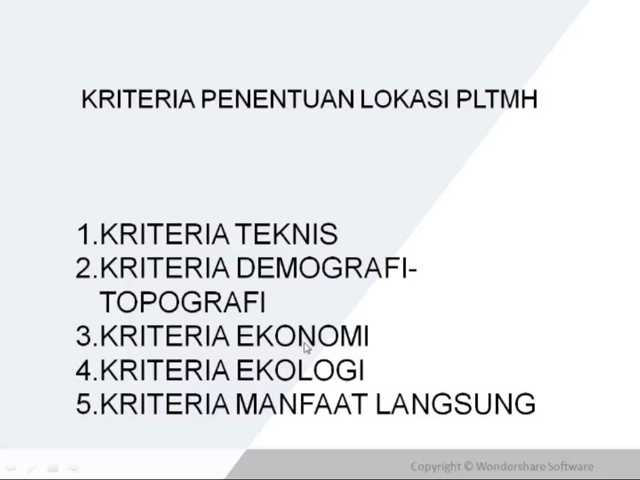 KRITERIA PENENTUAN LOKASI PLTMH
1.KRITERIA TEKNIS
2.KRITERIA DEMOGRAFI-
TOPOGRAFI
3.KRITERIA EKONOMI
4.KRITERIA EKOLOGI
5.KRITERIA MANFAAT LANGSUNG
Copyright © Wondershare Software